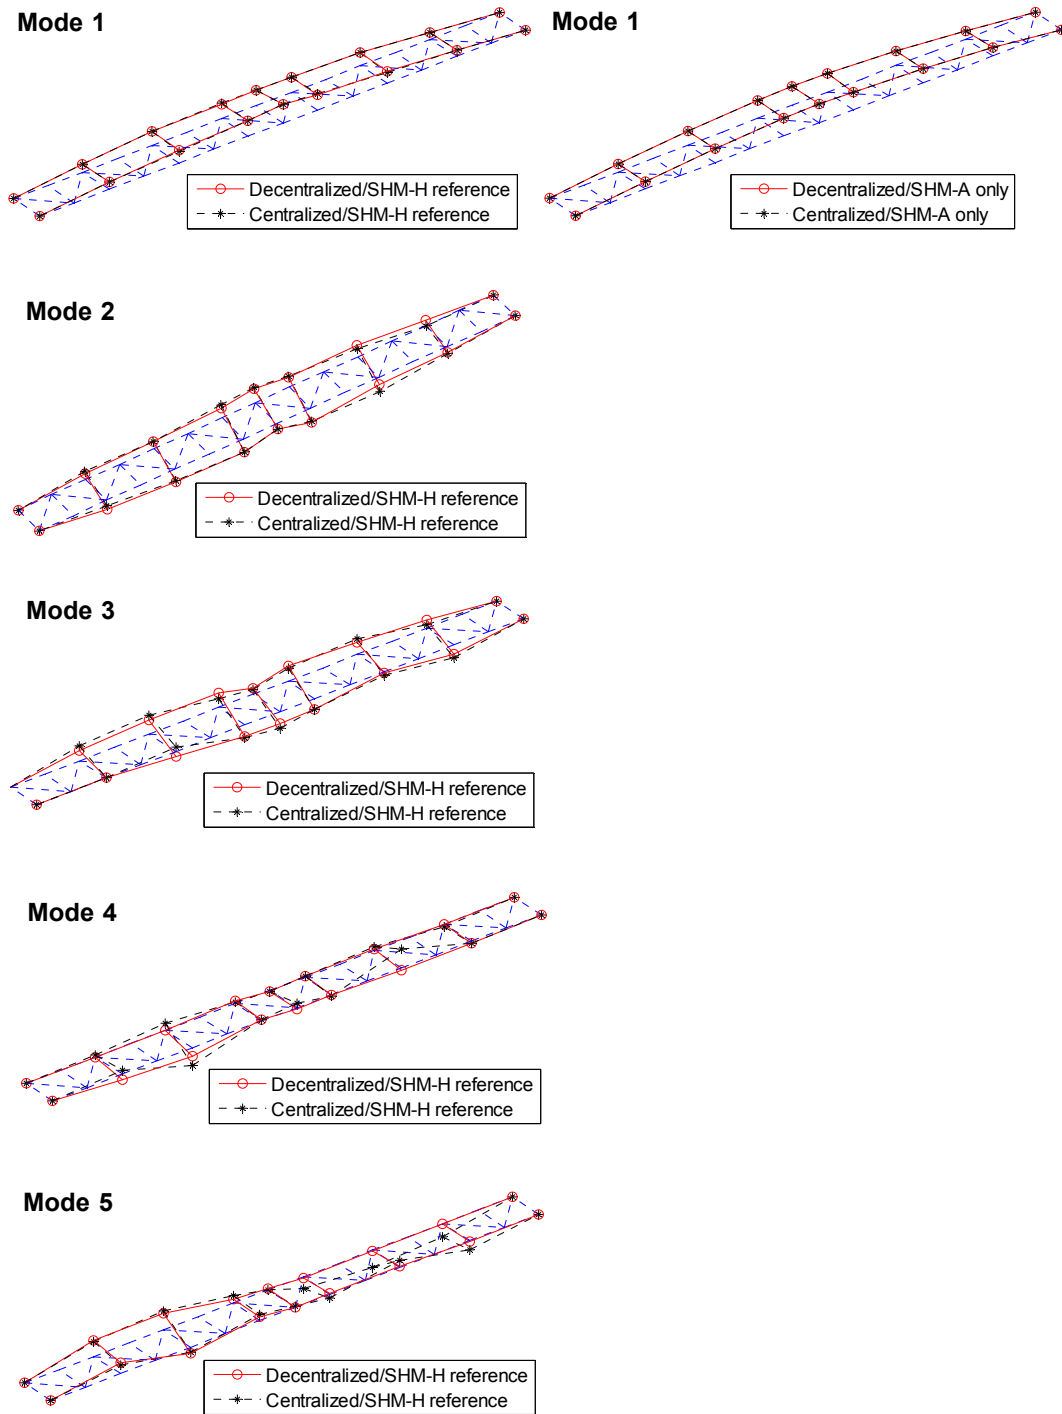 Mode 1
Mode 1
Decentralized/SHM-H reference
Centralized/SHM-H reference
Decentralized/SHM-A only
Centralized/SHM-A only
Mode 2
Decentralized/SHM-H reference
Centralized/SHM-H reference
Mode 3
Decentralized/SHM-H reference
Centralized/SHM-H reference
Mode 4
Decentralized/SHM-H reference
Centralized/SHM-H reference
Mode 5
Decentralized/SHM-H reference
Centralized/SHM-H reference